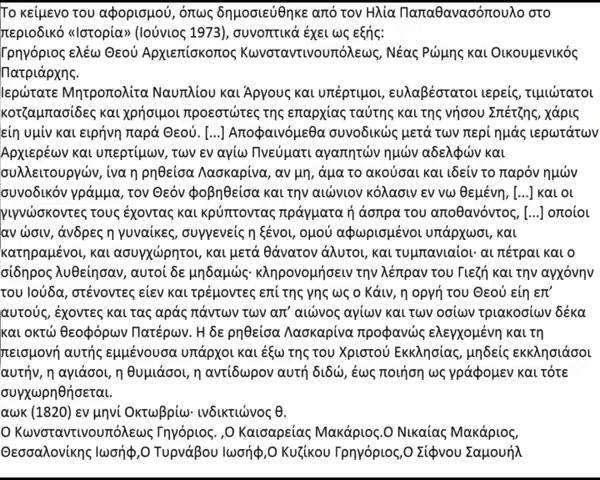 Το κείμενο του αφορισμού, όπως δημοσιεύθηκε από τον Ηλία Παπαθανασόπουλο στο
περιοδικό «Ιστορία» (Ιούνιος 1973), συνοπτικά έχει ως εξής:
Γρηγόριος ελέω Θεού Αρχιεπίσκοπος Κωνσταντινουπόλεως, Νέας Ρώμης και Οικουμενικός
Πατριάρχης.
Ιερώτατε Μητροπολίτα Ναυπλίου και Άργους και υπέρτιμοι, ευλαβέστατοι ιερείς, τιμιώτατοι
κοτζαμπασίδες και χρήσιμοι προεστώτες της επαρχίας ταύτης και της νήσου Σπέτζης, χάρις
είη υμίν και ειρήνη παρά Θεού. [...] Αποφαινόμεθα συνοδικώς μετά των περί ημάς ιερωτάτων
Αρχιερέων και υπερτίμων, των εν αγίω Πνεύματι αγαπητών ημών αδελφών και
συλλειτουργών, ίνα η ρηθείσα Λασκαρίνα, αν μη, άμα το ακούσαι και ιδείν το παρόν ημών
συνοδικόν γράμμα, τον Θεόν φοβηθείσα και την αιώνιον κόλασιν εν νω θεμένη, [...] και οι
γιγνώσκοντες τους έχοντας και κρύπτοντας πράγματα ή άσπρα του αποθανόντος, [...] οποίοι
αν ώσιν, άνδρες η γυναίκες, συγγενείς η ξένοι, ομού αφωρισμένοι υπάρχωσι, και
κατηραμένοι, και ασυγχώρητοι, και μετά θάνατον άλυτοι, και τυμπανιαίοι· αι πέτραι και ο
σίδηρος λυθείησαν, αυτοί δε μηδαμώς· κληρονομήσειν την λέπραν του Γιεζή και την αγχόνην
του Ιούδα, στένοντες είεν και τρέμοντες επί της γης ως ο Κάιν, η οργή του Θεού είη επ’
αυτούς, έχοντες και τας αράς πάντων των απ’ αιώνος αγίων και των οσίων τριακοσίων δέκα
και οκτώ θεοφόρων Πατέρων. Η δε ρηθείσα Λασκαρίνα προφανώς ελεγχομένη και τη
πεισμονή αυτής εμμένουσα υπάρχοι και έξω της του Χριστού Εκκλησίας, μηδείς εκκλησιάσοι
αυτήν, η αγιάσοι, η θυμιάσοι, η αντίδωρον αυτή διδώ, έως ποιήση ως γράφομεν και τότε
συγχωρηθήσεται.
αωκ (1820) εν μηνί Οκτωβρίω· ινδικτιώνος θ.
Ο Κωνσταντινουπόλεως Γηγόριος. ,Ο Καισαρείας Μακάριος.Ο Νικαίας Μακάριος,
Θεσσαλονίκης Ιωσήφ,Ο Τυρνάβου Ιωσήφ,Ο Κυζίκου Γρηγόριος,Ο Σίφνου Σαμουήλ